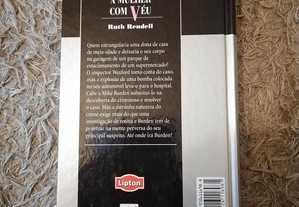 A MULHER
COM VÉU
Ruth Rendell
Quem estrangularia uma dona de casa
de meia-idade e deixaria o seu corpo
na garagem de um parque de
estacionamento de um supermercado?
O inspector Wexford toma conta do caso,
mas a explosão de uma bomba colocada
no seu automóvel leva-o para o hospital.
Cabe a Mike Burden substituí-lo na
descoberta do criminoso e resolver
o caso. Mas a estranha natureza do
crime exige mais do que uma
investigação de rotina e Burden tem de
penetrar na mente perversa do seu
principal suspeito. Até onde irá Burden?
Lipton